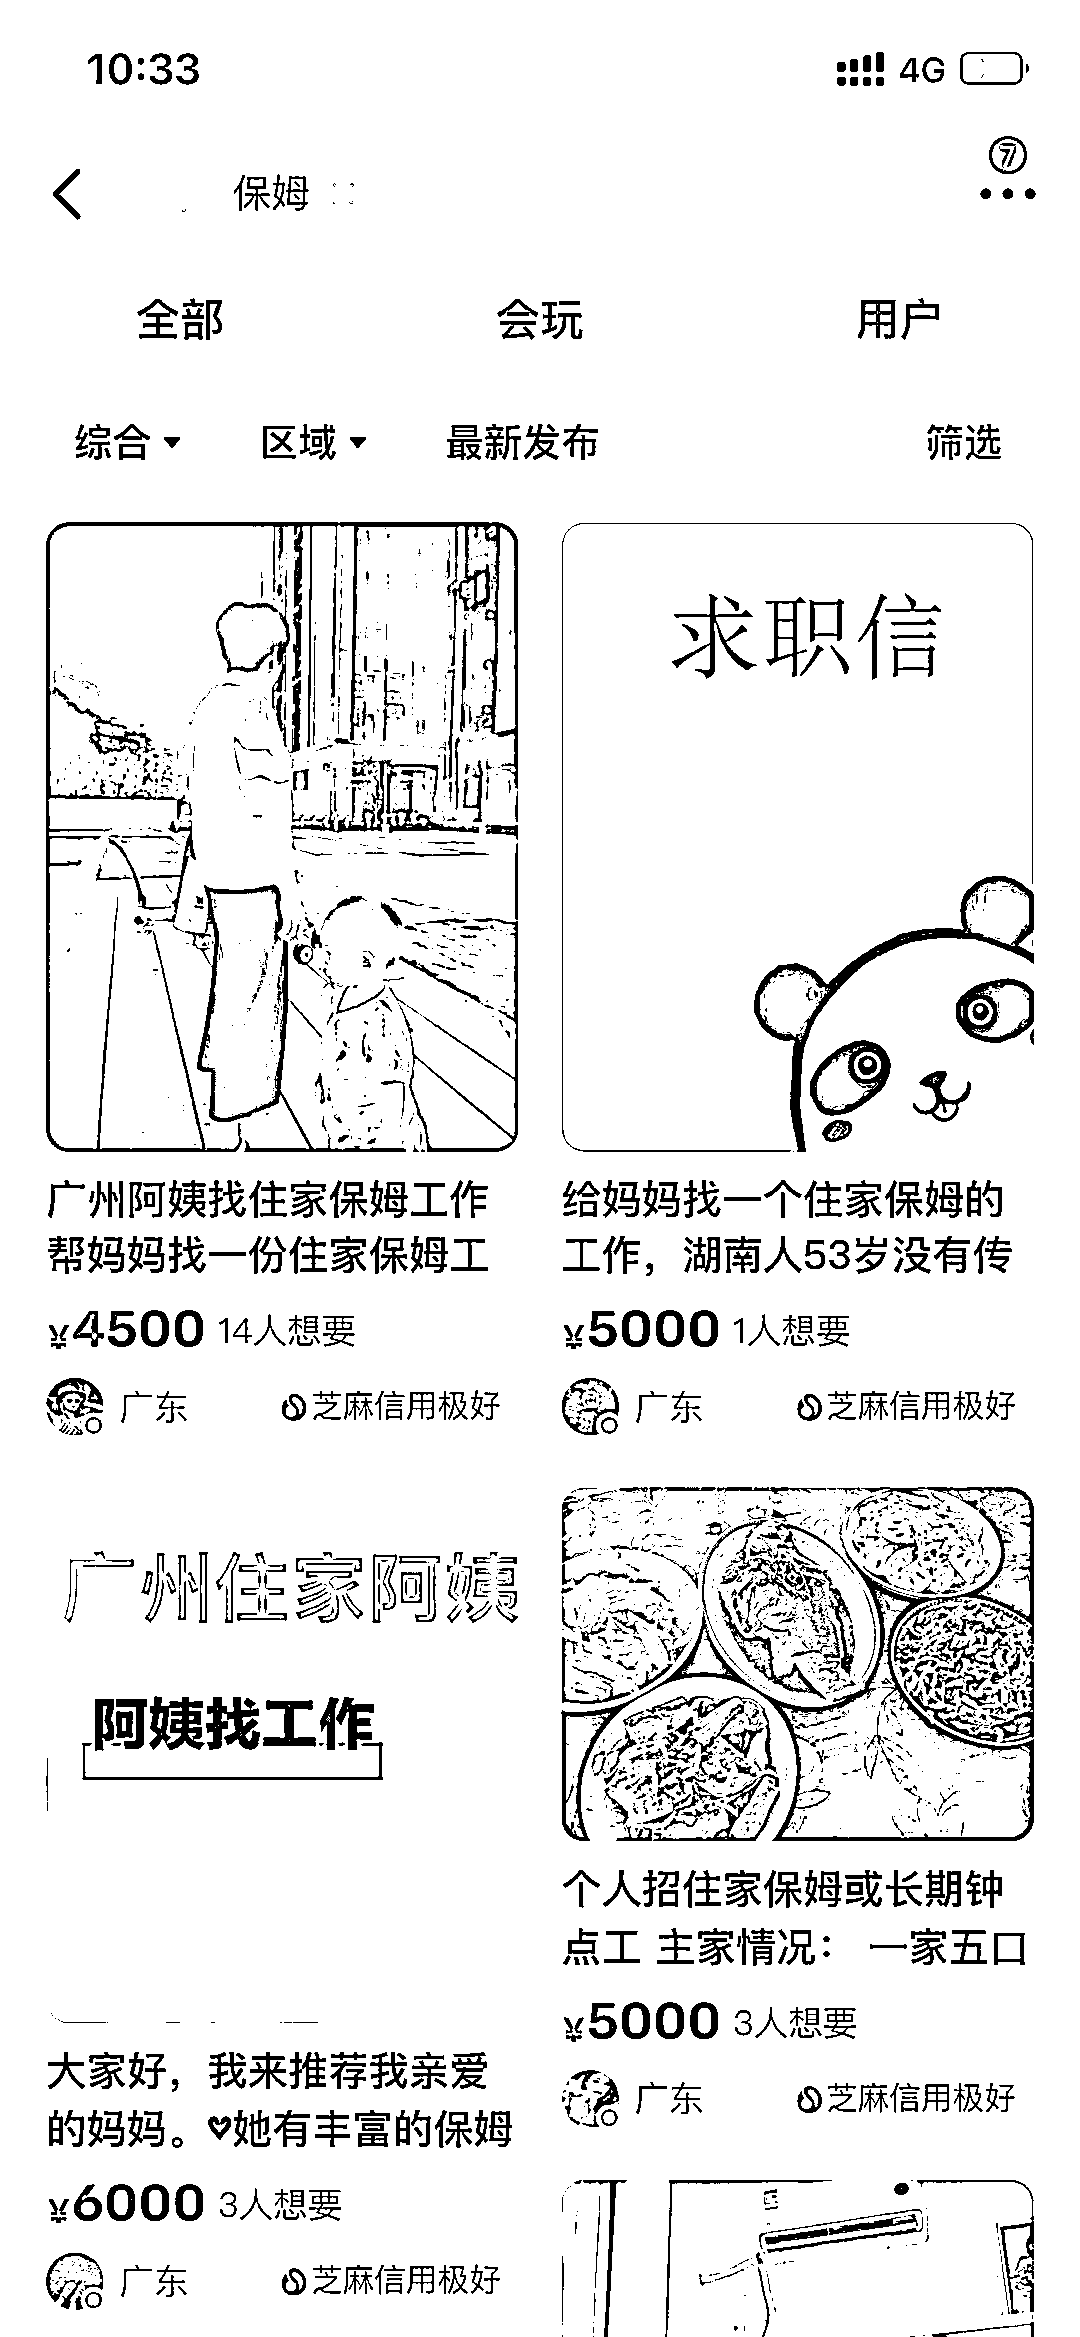 10:33
4G
保姆
全部 会玩 用户
综合 区域 最新发布 筛选
求职信
广州阿姨找住家保姆工作
帮妈妈找一份住家保姆工
¥4500 14人想要
广东 芝麻信用极好
给妈妈找一个住家保姆的
工作，湖南人53岁没有传
¥5000 1人想要
广东 芝麻信用极好
广州住家阿姨
阿姨找工作
大家好，我来推荐我亲爱
的妈妈。♥她有丰富的保姆
¥6000 3人想要
广东 芝麻信用极好
个人招住家保姆或长期钟
点工 主家情况： 一家五口
¥5000 3人想要
广东 芝麻信用极好